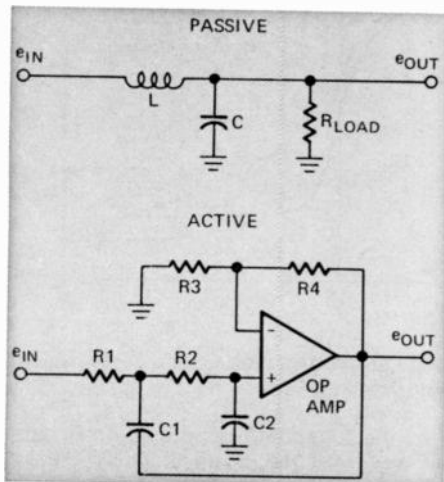 PASSIVE
eIN
eOUT
L
C
RLOAD
ACTIVE
R3
R4
eIN
R1
R2
-
+
OP
AMP
eOUT
C1
C2